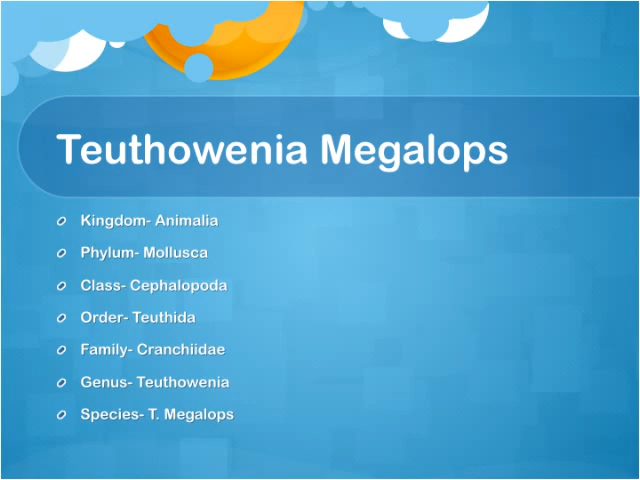 Teuthowenia Megalops
Kingdom- Animalia
Phylum- Mollusca
Class- Cephalopoda
Order- Teuthida
Family- Cranchiidae
Genus- Teuthowenia
Species- T. Megalops